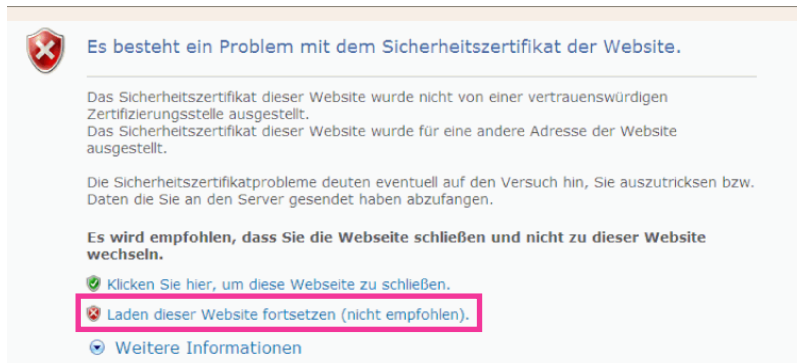 Es besteht ein Problem mit dem Sicherheitszertifikat der Website.
Das Sicherheitszertifikat dieser Website wurde nicht von einer vertrauenswürdigen
Zertifizierungsstelle ausgestellt.
Das Sicherheitszertifikat dieser Website wurde für eine andere Adresse der Website
ausgestellt.
Die Sicherheitszertifikatprobleme deuten eventuell auf den Versuch hin, Sie auszutricksen bzw.
Daten die Sie an den Server gesendet haben abzufangen.
Es wird empfohlen, dass Sie die Webseite schließen und nicht zu dieser Website
wechseln.
Klicken Sie hier, um diese Webseite zu schließen.
Laden dieser Website fortsetzen (nicht empfohlen).
Weitere Informationen